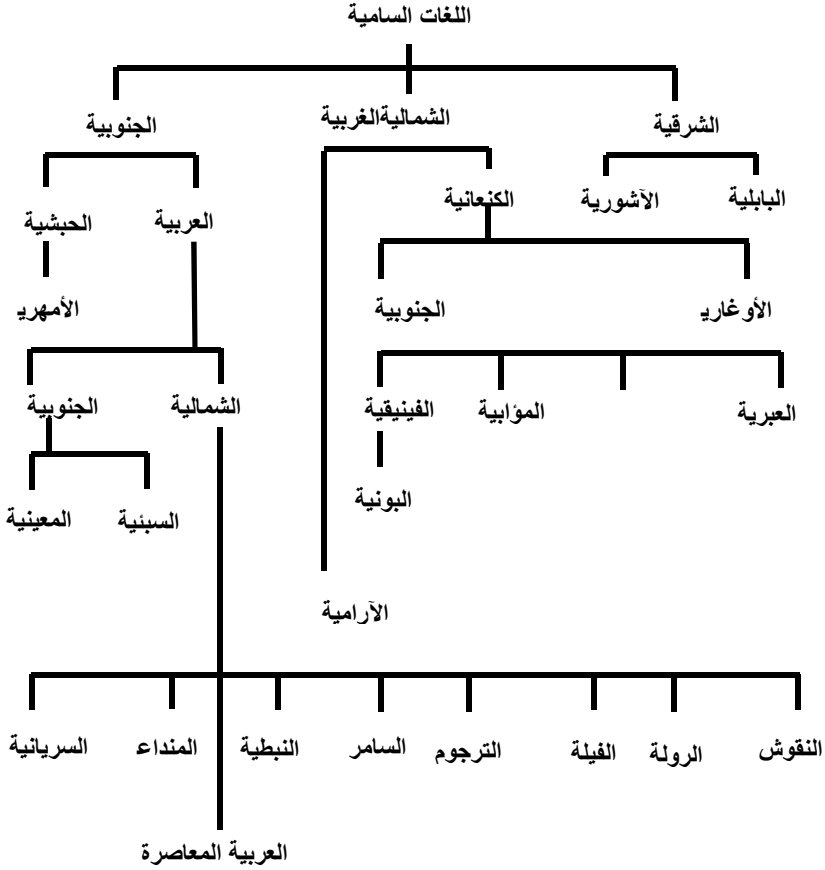 اللغات السامية
الشرقية الشماليةالغربية الجنوبية
البابلية الآشورية الكنعانية العربية الحبشية
الأوغاري الجنوبية الأمهري
العبرية المؤابية الفينيقية الشمالية الجنوبية
البونية السبئية المعينية
الآرامية
النقوش الرولة الفيلة الترجوم السامر النبطية المنداء السريانية
العربية المعاصرة